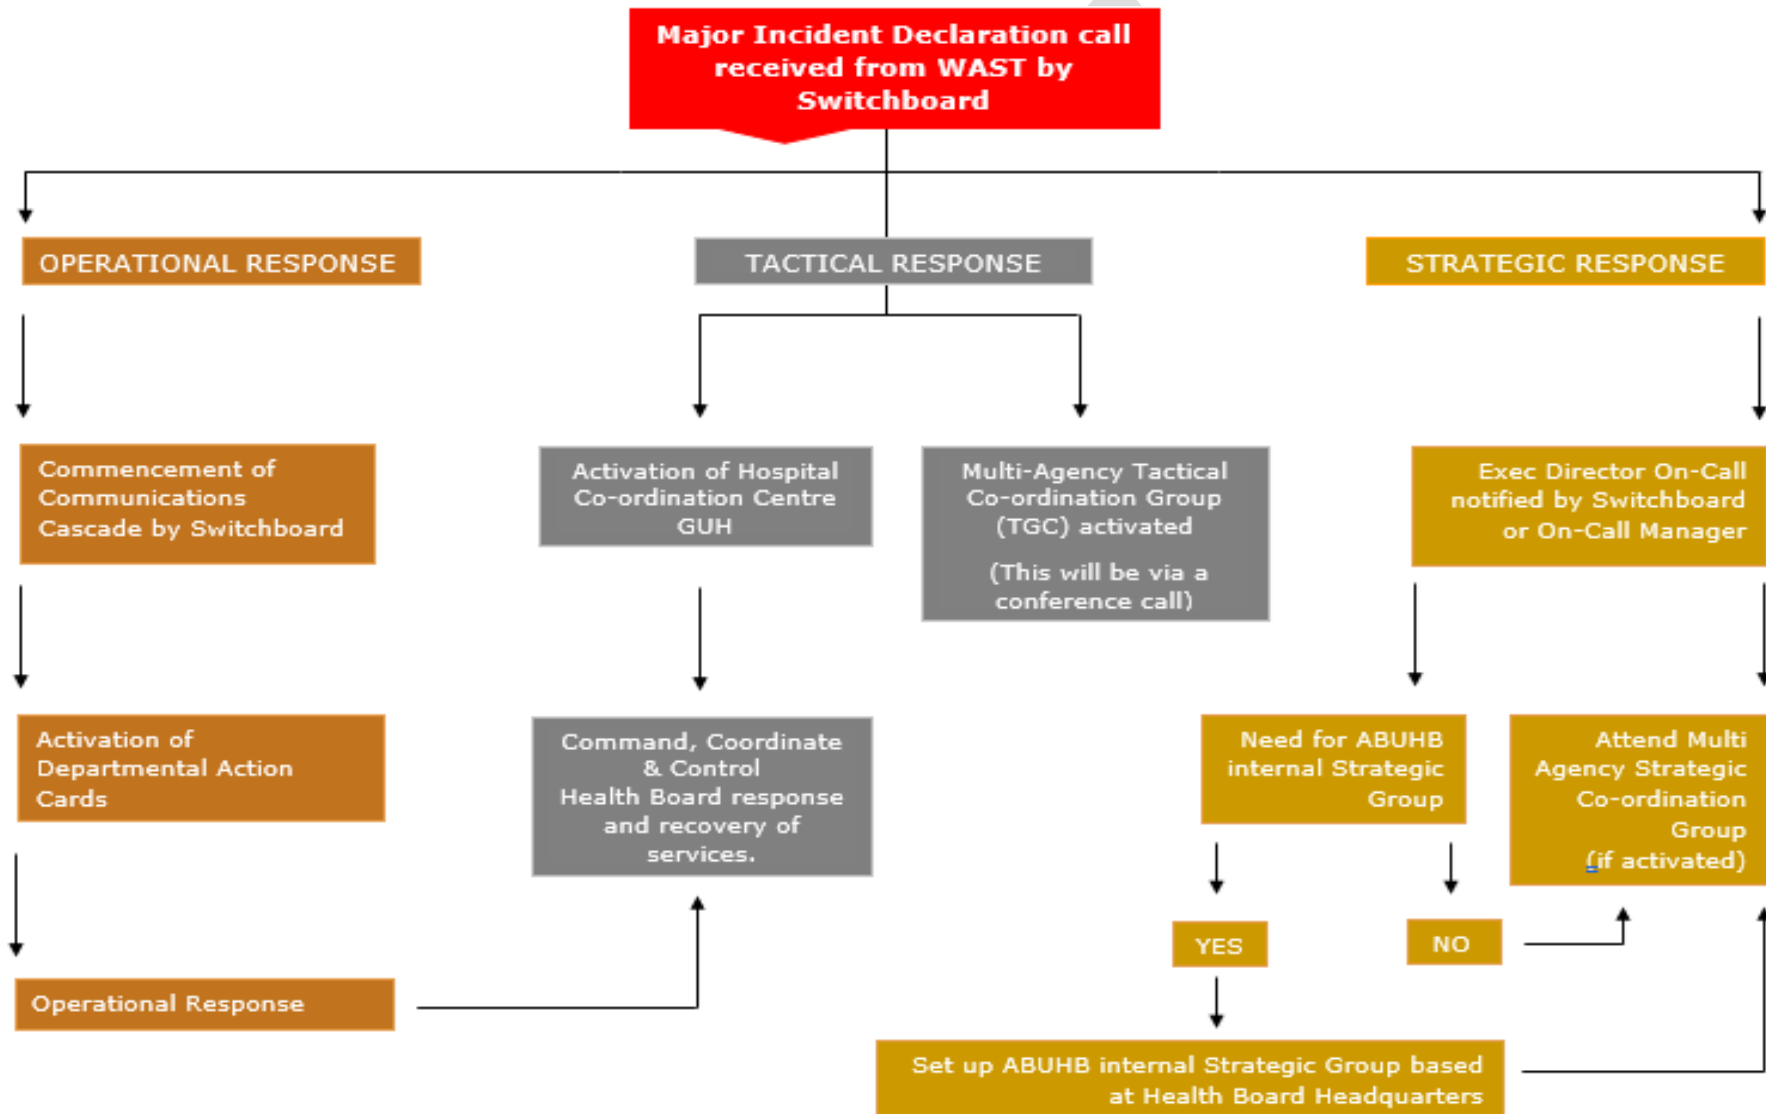 Major Incident Declaration call
received from WAST by
Switchboard
OPERATIONAL RESPONSE
TACTICAL RESPONSE
STRATEGIC RESPONSE
Commencement of
Communications
Cascade by Switchboard
Activation of Hospital
Co-ordination Centre
GUH
Multi-Agency Tactical
Co-ordination Group
(TGC) activated
(This will be via a
conference call)
Exec Director On-Call
notified by Switchboard
or On-Call Manager
Activation of
Departmental Action
Cards
Command, Coordinate
& Control
Health Board response
and recovery of
services.
Need for ABUHB
internal Strategic
Group
Attend Multi
Agency Strategic
Co-ordination
Group
(if activated)
YES
NO
Operational Response
Set up ABUHB internal Strategic Group based
at Health Board Headquarters